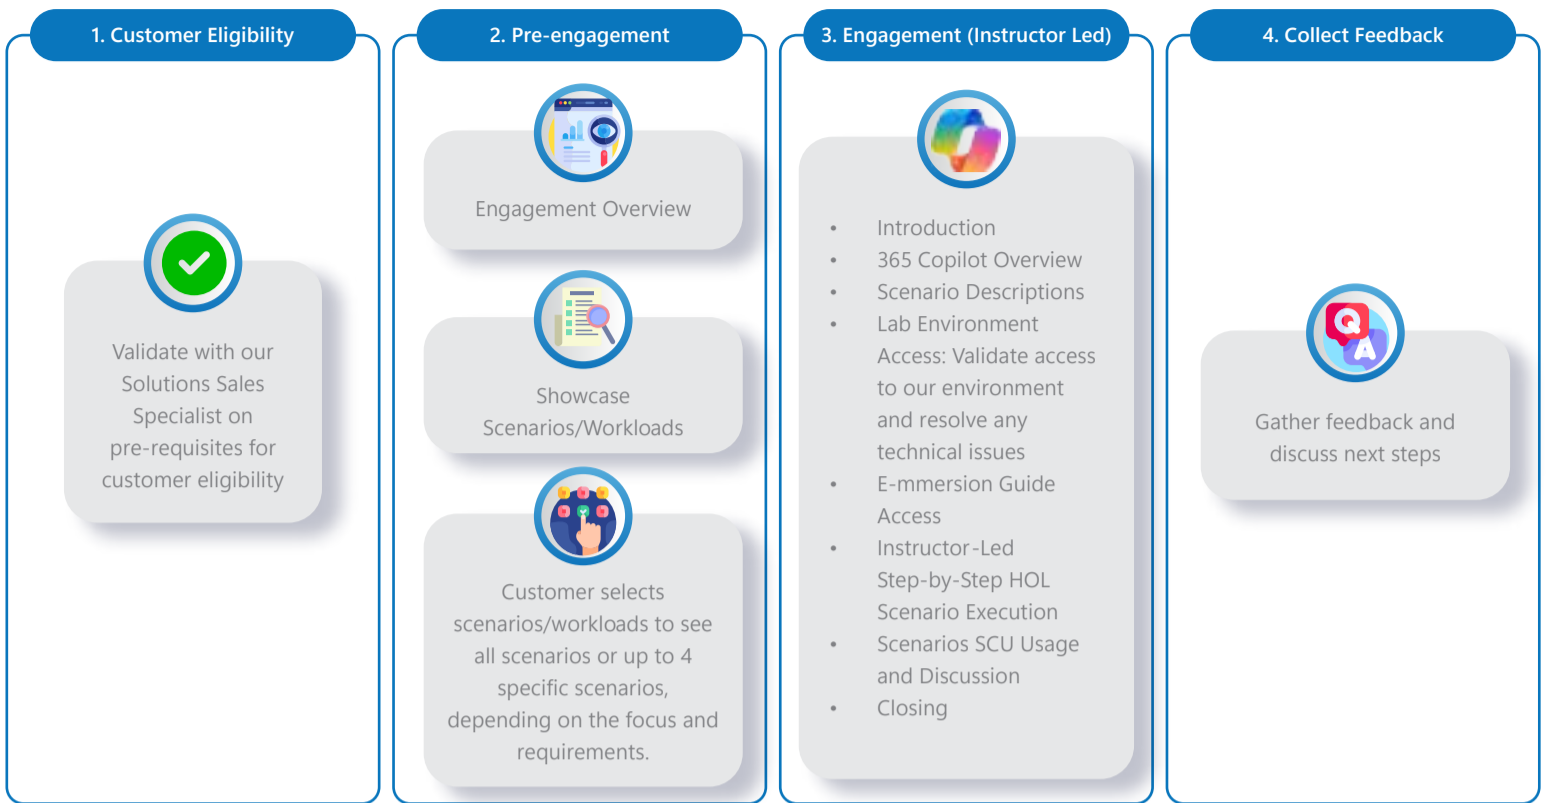 1. Customer Eligibility
Validate with our
Solutions Sales
Specialist on
pre-requisites for
customer eligibility
2. Pre-engagement
Engagement Overview
Showcase
Scenarios/Workloads
Customer selects
scenarios/workloads to see
all scenarios or up to 4
specific scenarios,
depending on the focus and
requirements.
3. Engagement (Instructor Led)
• Introduction
• 365 Copilot Overview
• Scenario Descriptions
• Lab Environment
Access: Validate access
to our environment
and resolve any
technical issues
• E-mmersion Guide
Access
• Instructor-Led
Step-by-Step HOL
Scenario Execution
• Scenarios SCU Usage
and Discussion
• Closing
4. Collect Feedback
Q
A
Gather feedback and
discuss next steps